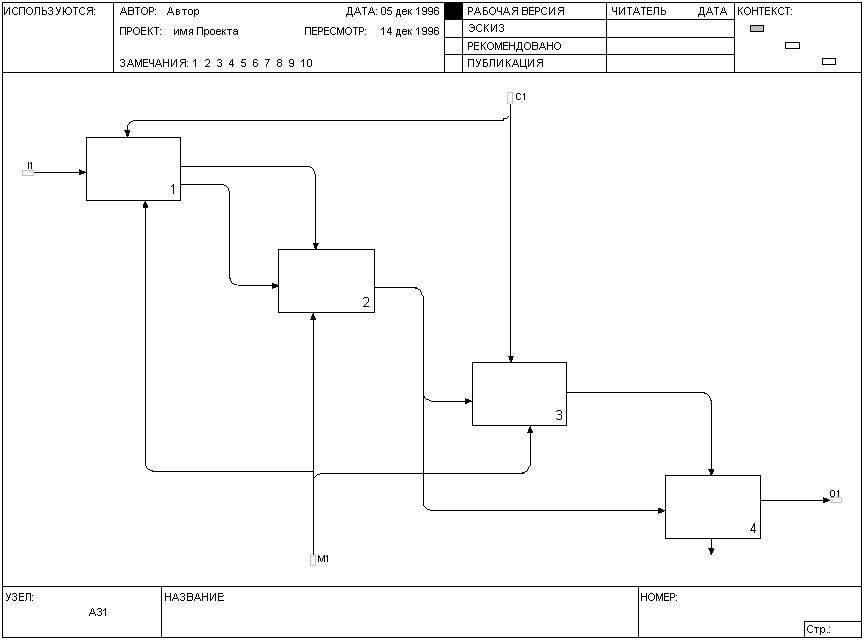 ИСПОЛЬЗУЮТСЯ: АВТОР: Автор ДАТА: 05 дек 1996 РАБОЧАЯ ВЕРСИЯ ЧИТАТЕЛЬ ДАТА КОНТЕКСТ:
ПРОЕКТ: имя Проекта ПЕРЕСМОТР: 14 дек 1996 ЭСКИЗ
РЕКОМЕНДОВАНО
ЗАМЕЧАНИЯ: 1 2 3 4 5 6 7 8 9 10 ПУБЛИКАЦИЯ
C1
I1
1
2
3
O1
4
M1
УЗЕЛ: НАЗВАНИЕ НОМЕР:
A31
Стр.: